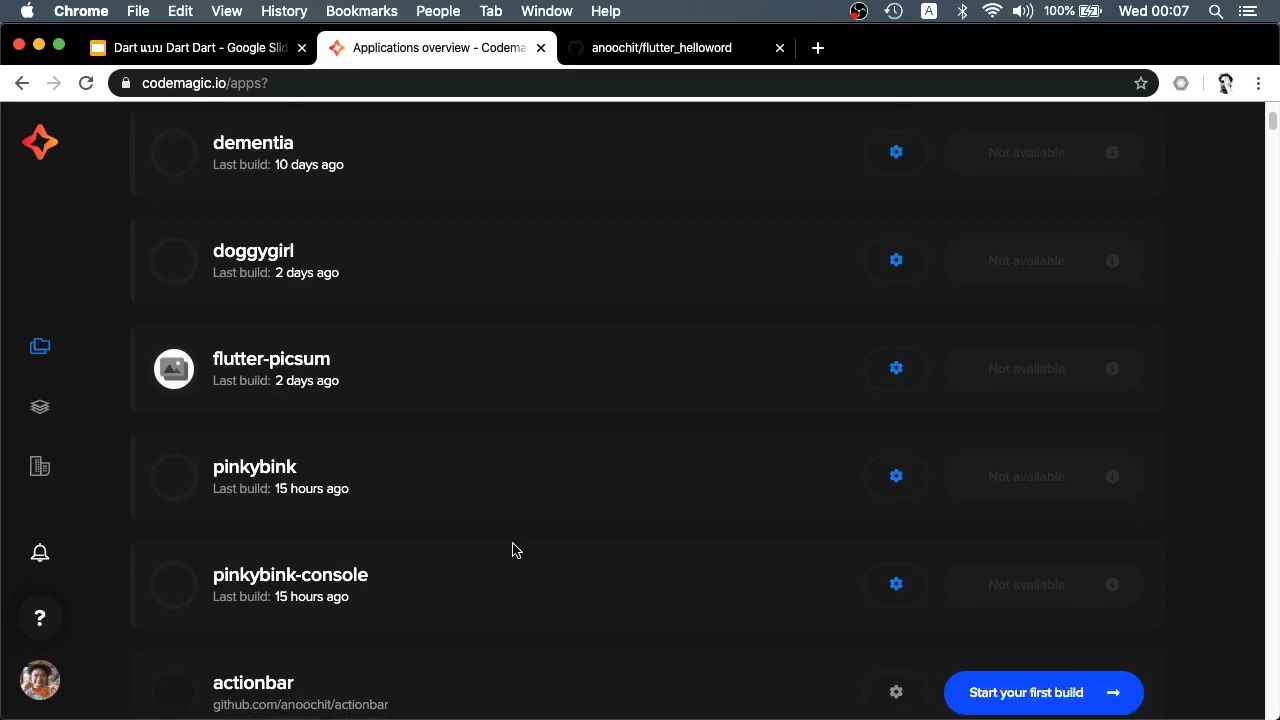 Chrome File Edit View History Bookmarks People Tab Window Help A 100% Wed 00:07
Dart แบบ Dart Dart - Google Slid Applications overview - Codema anoochit/flutter_helloword
codemagic.io/apps?
dementia
Last build: 10 days ago
Not available
doggygirl
Last build: 2 days ago
Not available
flutter-picsum
Last build: 2 days ago
Not available
pinkybink
Last build: 15 hours ago
Not available
pinkybink-console
Last build: 15 hours ago
Not available
?
actionbar
github.com/anoochit/actionbar
Start your first build